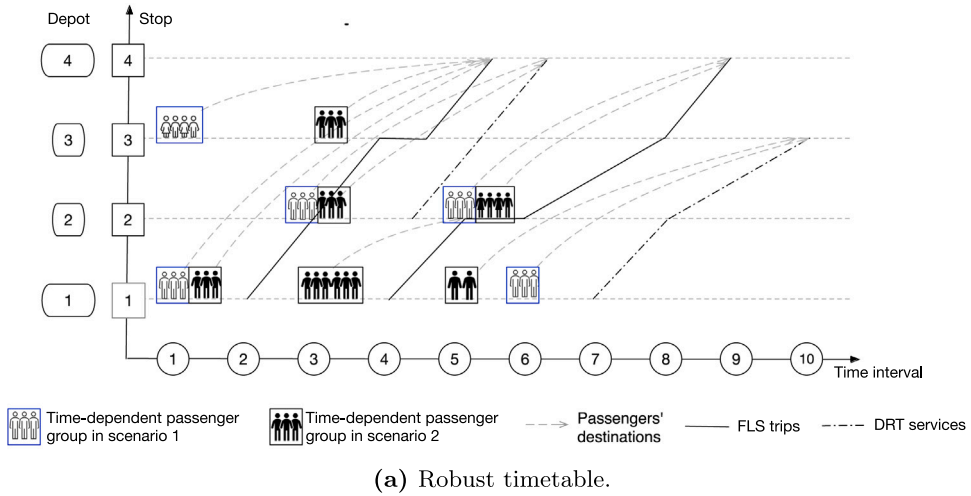 Depot
Stop
4
4
3
3
2
2
1
1
1
2
3
4
5
6
7
8
9
10
Time interval
Time-dependent passenger
group in scenario 1
Time-dependent passenger
group in scenario 2
Passengers'
destinations
FLS trips
DRT services
(a) Robust timetable.